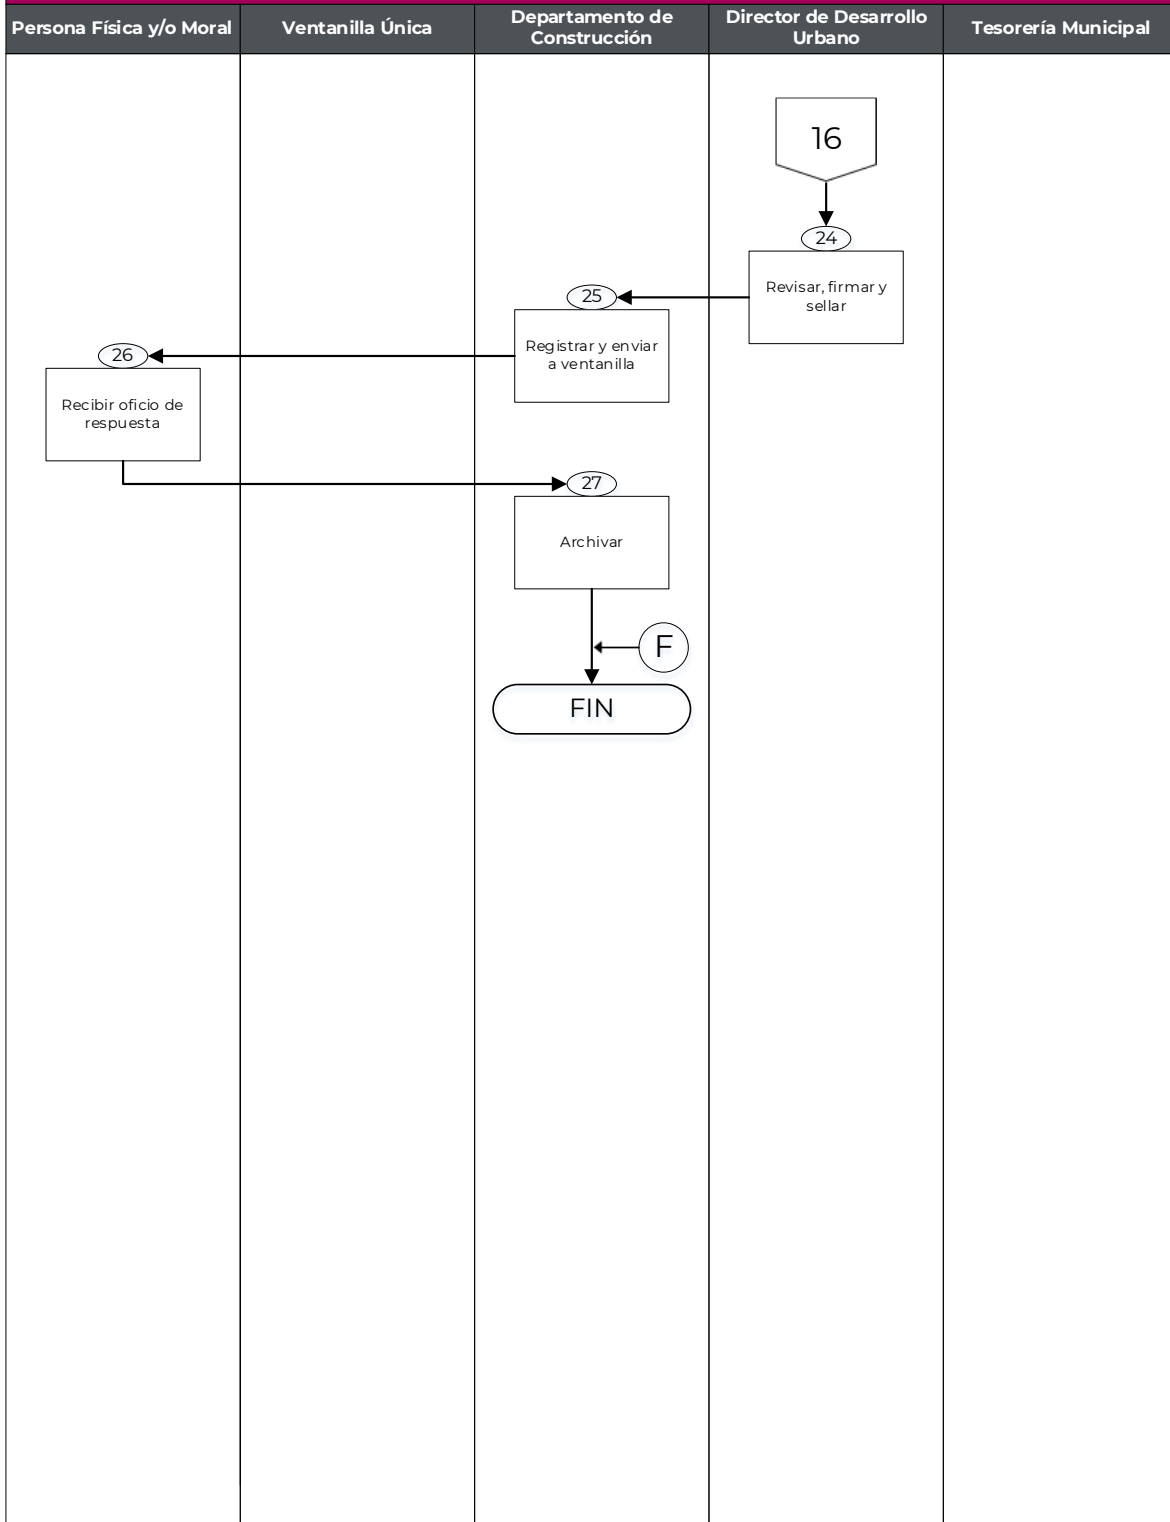 Persona Física y/o Moral
Ventanilla Única
Departamento de
Construcción
Director de Desarrollo
Urbano
Tesorería Municipal
16
24
Revisar, firmar y
sellar
25
Registrar y enviar
a ventanilla
26
Recibir oficio de
respuesta
27
Archivar
F
FIN